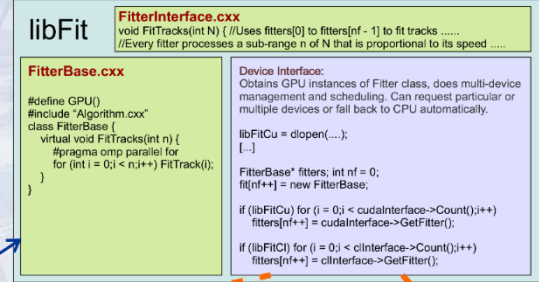 libFit
FitterInterface.cxx
void FitTracks(int N) { //Uses fitters[0] to fitters[nf - 1] to fit tracks ......
//Every fitter processes a sub-range n of N that is proportional to its speed .....
FitterBase.cxx
#define GPU()
#include "Algorithm.cxx"
class FitterBase {
virtual void FitTracks(int n) {
#pragma omp parallel for
for (int i = 0;i < n;i++) FitTrack(i);
}
}
Device Interface:
Obtains GPU instances of Fitter class, does multi-device
management and scheduling. Can request particular or
multiple devices or fall back to CPU automatically.
libFitCu = dlopen(....);
[...]
FitterBase* fitters; int nf = 0;
fit[nf++] = new FitterBase;
if (libFitCu) for (i = 0;i < cudaInterface->Count();i++)
fitters[nf++] = cudaInterface->GetFitter();
if (libFitCl) for (i = 0;i < clInterface->Count();i++)
fitters[nf++] = clInterface->GetFitter();